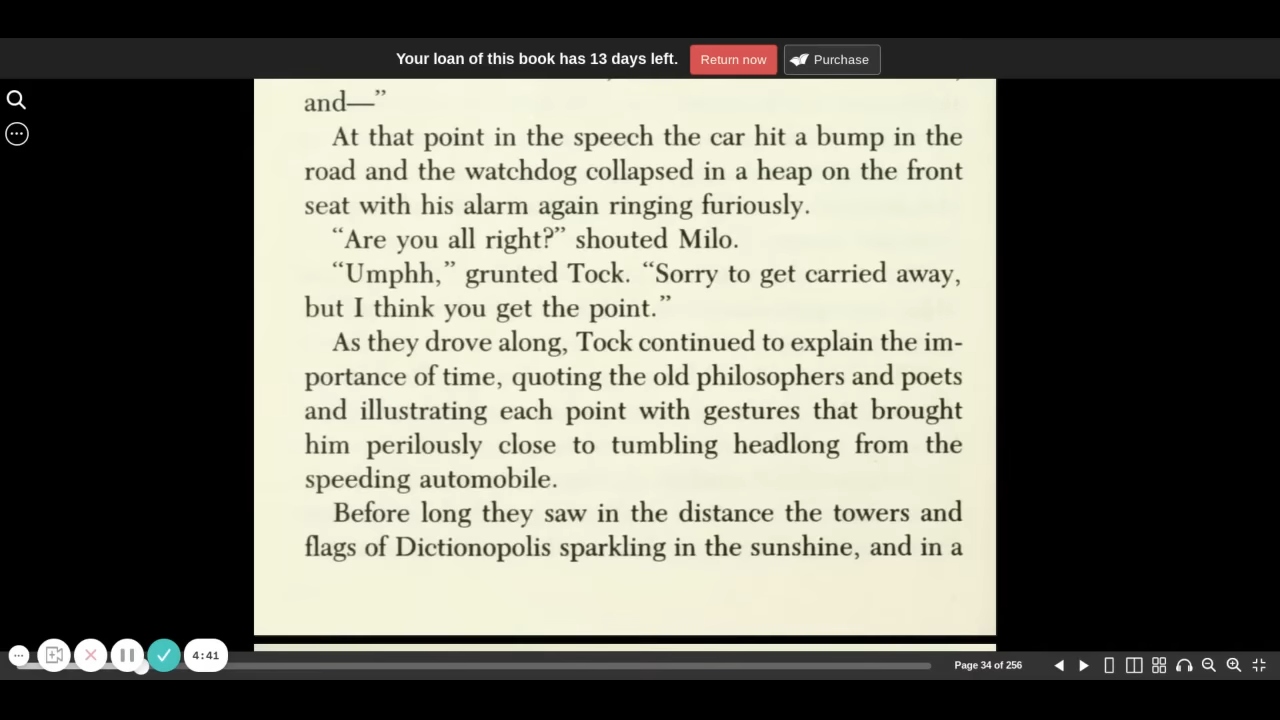 Your loan of this book has 13 days left. Return now Purchase
and—”
At that point in the speech the car hit a bump in the
road and the watchdog collapsed in a heap on the front
seat with his alarm again ringing furiously.
“Are you all right?” shouted Milo.
“Umphh,” grunted Tock. “Sorry to get carried away,
but I think you get the point.”
As they drove along, Tock continued to explain the im-
portance of time, quoting the old philosophers and poets
and illustrating each point with gestures that brought
him perilously close to tumbling headlong from the
speeding automobile.
Before long they saw in the distance the towers and
flags of Dictionopolis sparkling in the sunshine, and in a
4:41
Page 34 of 256